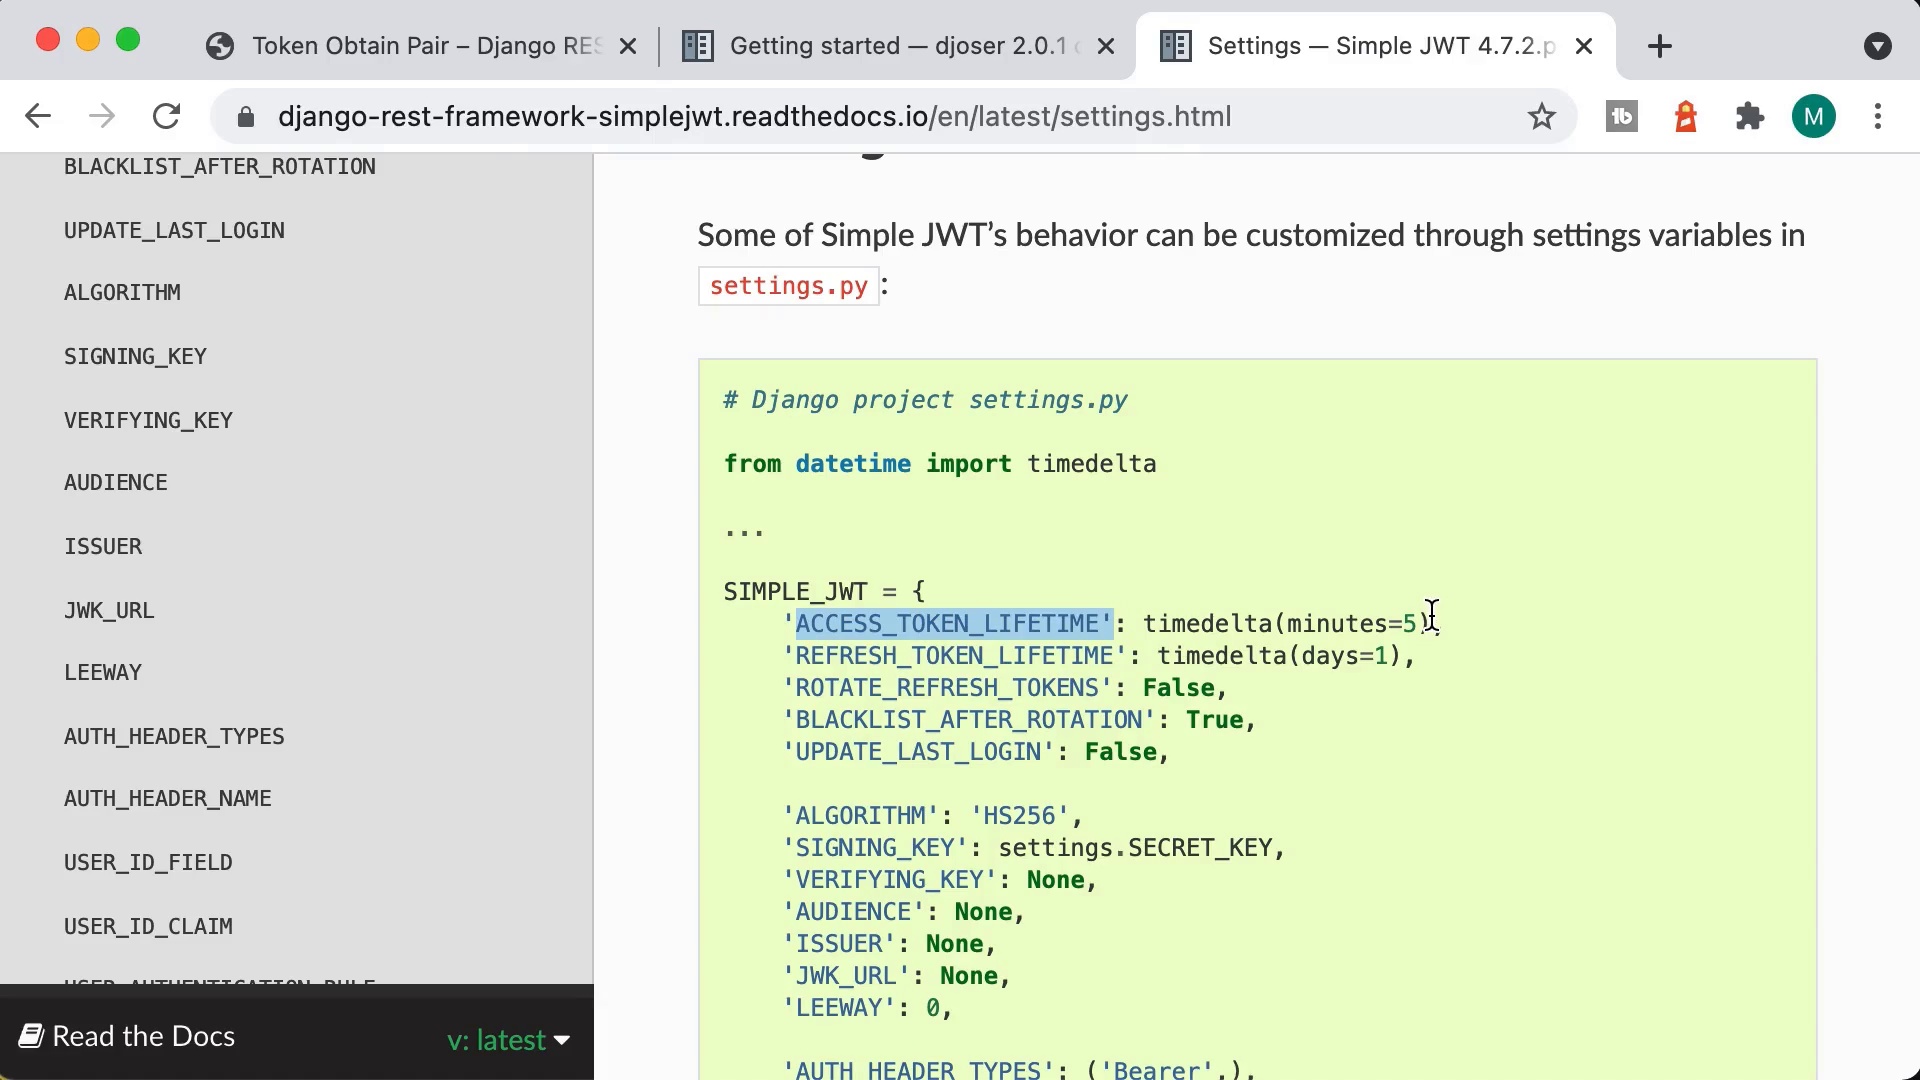 Token Obtain Pair – Django RES
Getting started — djoser 2.0.1
Settings — Simple JWT 4.7.2.p
django-rest-framework-simplejwt.readthedocs.io/en/latest/settings.html
tb
M
BLACKLIST_AFTER_ROTATION
UPDATE_LAST_LOGIN
ALGORITHM
SIGNING_KEY
VERIFYING_KEY
AUDIENCE
ISSUER
JWK_URL
LEEWAY
AUTH_HEADER_TYPES
AUTH_HEADER_NAME
USER_ID_FIELD
USER_ID_CLAIM
USER_AUTHENTICATION_RULE
Read the Docs
v: latest
Some of Simple JWT’s behavior can be customized through settings variables in
settings.py:
# Django project settings.py
from datetime import timedelta
...
SIMPLE_JWT = {
'ACCESS_TOKEN_LIFETIME': timedelta(minutes=5),
'REFRESH_TOKEN_LIFETIME': timedelta(days=1),
'ROTATE_REFRESH_TOKENS': False,
'BLACKLIST_AFTER_ROTATION': True,
'UPDATE_LAST_LOGIN': False,
'ALGORITHM': 'HS256',
'SIGNING_KEY': settings.SECRET_KEY,
'VERIFYING_KEY': None,
'AUDIENCE': None,
'ISSUER': None,
'JWK_URL': None,
'LEEWAY': 0,
'AUTH_HEADER_TYPES': ('Bearer',),